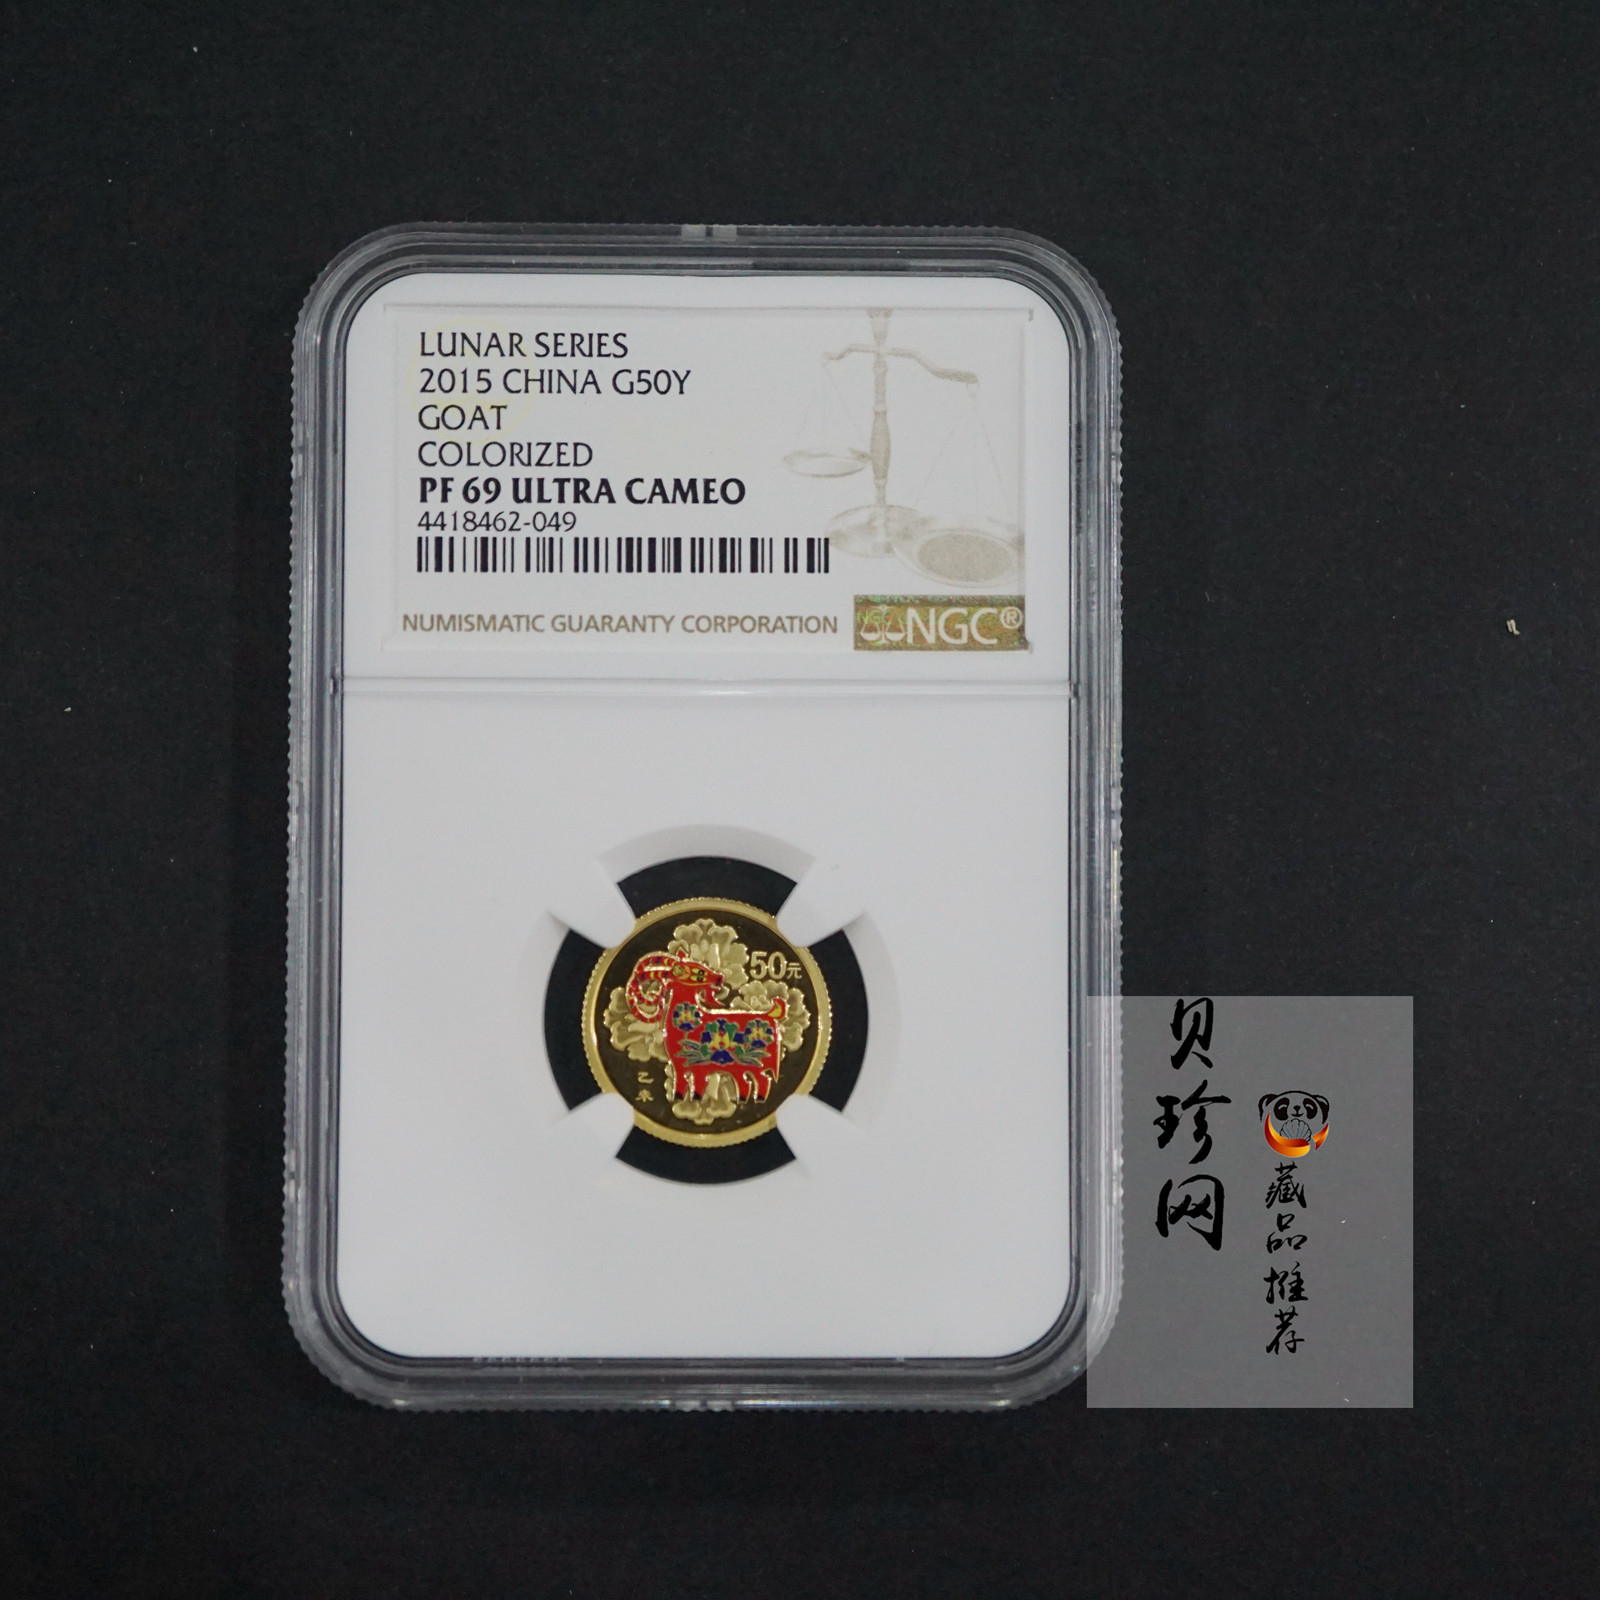 LUNAR SERIES
2015 CHINA G50Y
GOAT
COLORIZED
PF 69 ULTRA CAMEO
4418462-049
NUMISMATIC GUARANTY CORPORATION
NGC NGC®
50元
乙
未
贝珍网
藏品推荐